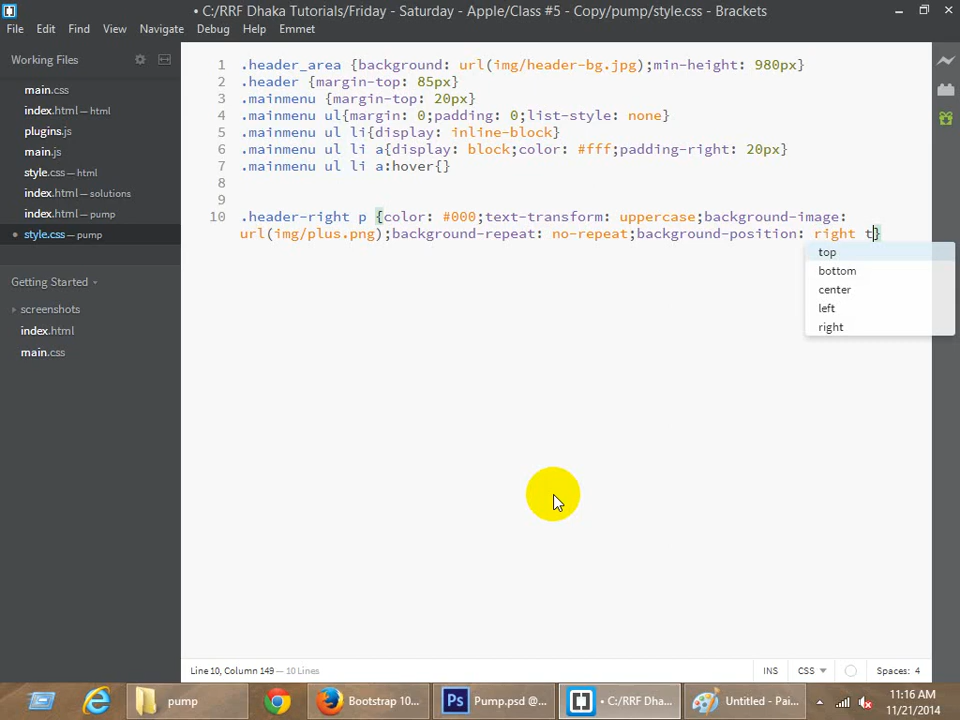 • C:/RRF Dhaka Tutorials/Friday - Saturday - Apple/Class #5 - Copy/pump/style.css - Brackets
File Edit Find View Navigate Debug Help Emmet
Working Files
main.css
index.html — html
plugins.js
main.js
style.css — html
index.html — solutions
index.html — pump
style.css — pump
Getting Started
screenshots
index.html
main.css
1 .header_area {background: url(img/header-bg.jpg);min-height: 980px}
2 .header {margin-top: 85px}
3 .mainmenu {margin-top: 20px}
4 .mainmenu ul{margin: 0;padding: 0;list-style: none}
5 .mainmenu ul li{display: inline-block}
6 .mainmenu ul li a{display: block;color: #fff;padding-right: 20px}
7 .mainmenu ul li a:hover{}
8
9
10 .header-right p {color: #000;text-transform: uppercase;background-image:
url(img/plus.png);background-repeat: no-repeat;background-position: right t}
top
bottom
center
left
right
Line 10, Column 149 — 10 Lines
INS CSS Spaces: 4
pump
Bootstrap 10...
Ps Pump.psd @...
• C:/RRF Dha...
Untitled - Pai...
11:16 AM
11/21/2014